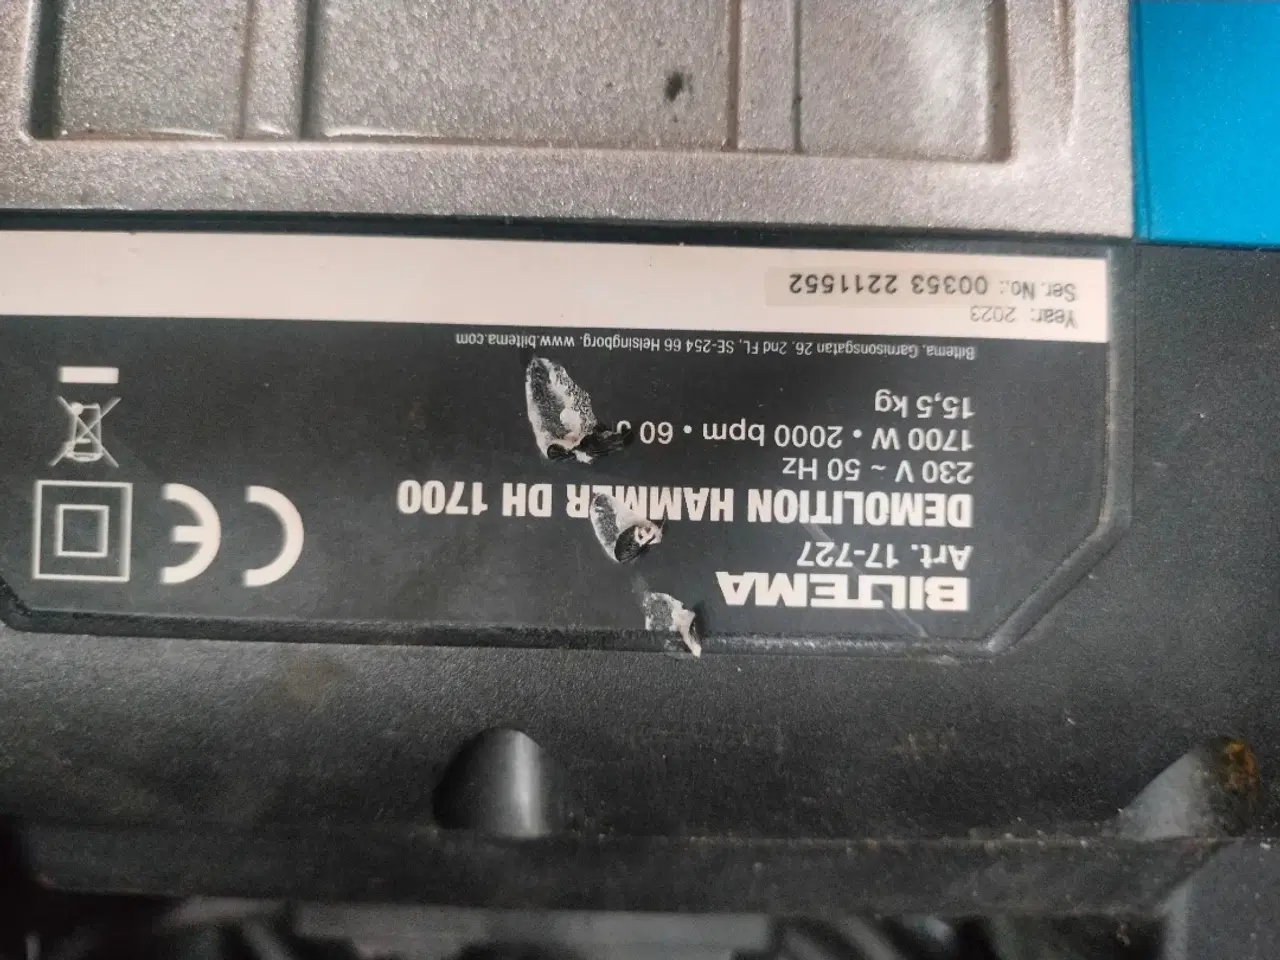 BILTEMA
Art. 17-727
DEMOLITION HAMMER DH 1700
230 V ~ 50 Hz
1700 W • 2000 bpm • 60 J
15,5 kg
Biltema, Garnisonsgatan 26, 2nd FL, SE-254 66 Helsingborg. www.biltema.com
Year: 2023
Ser. No.: 00353 2211552
CE